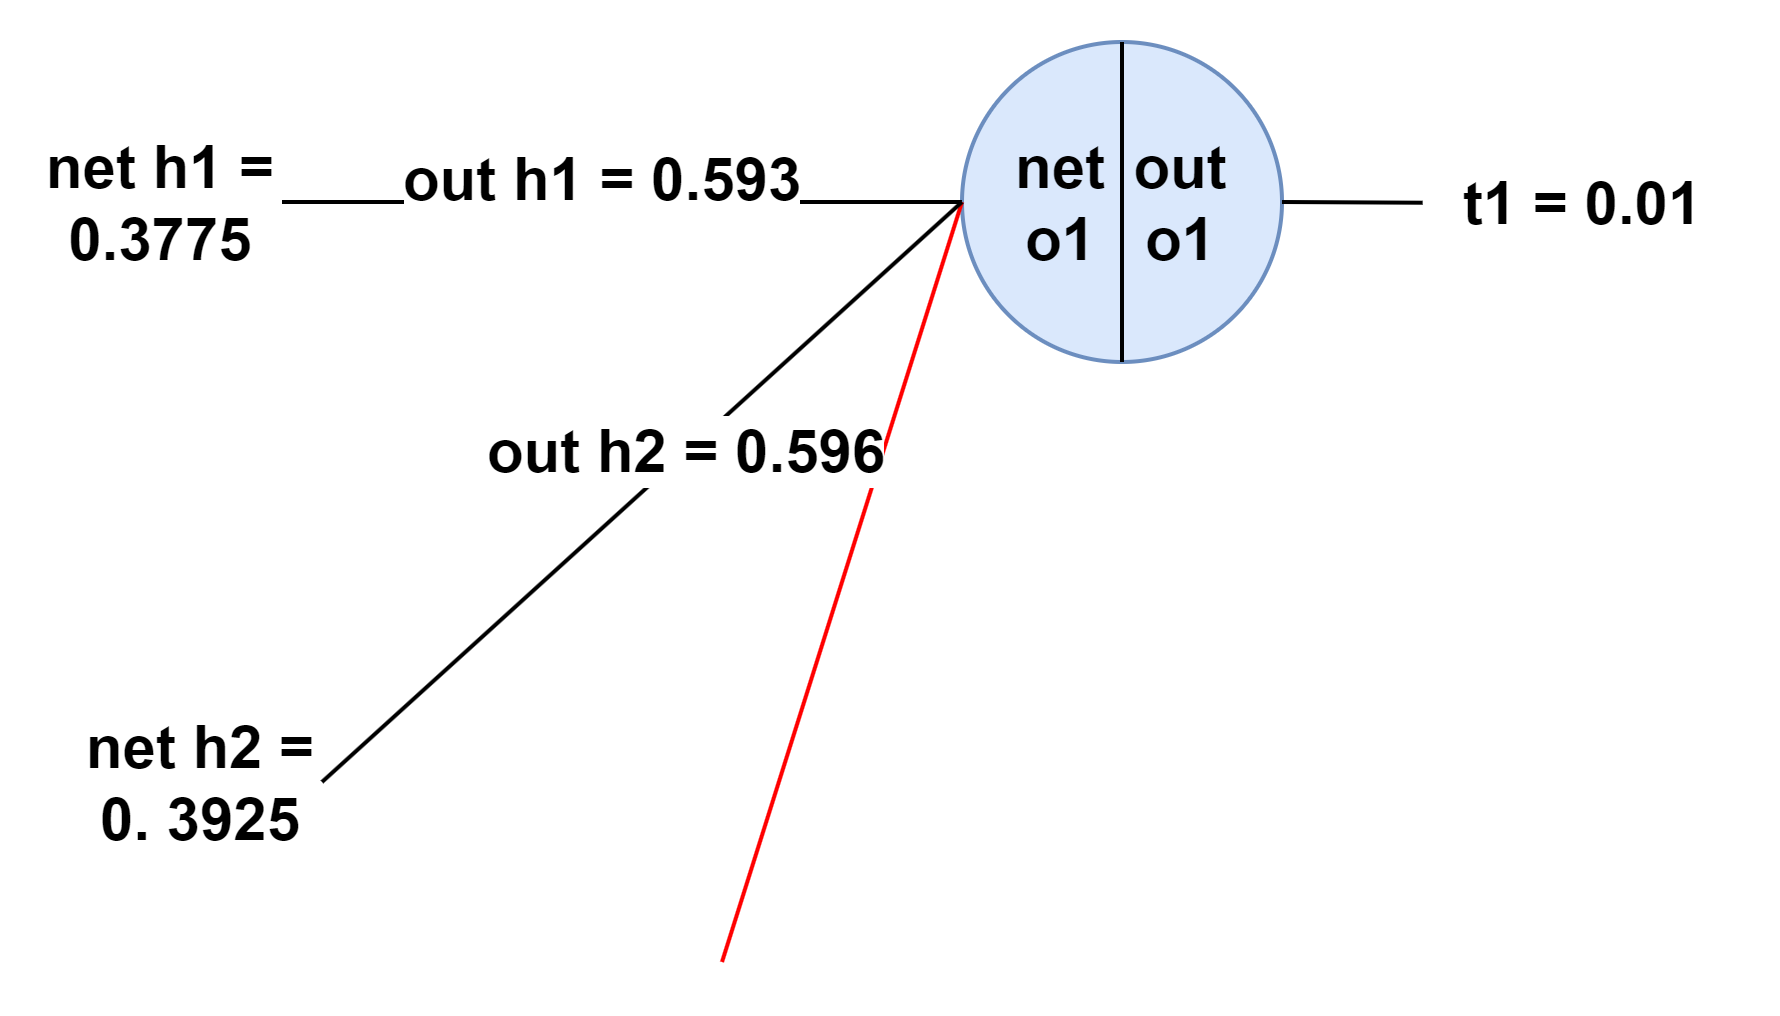 net h1 =
0.3775
out h1 = 0.593
net
o1
out
o1
t1 = 0.01
out h2 = 0.596
net h2 =
0. 3925